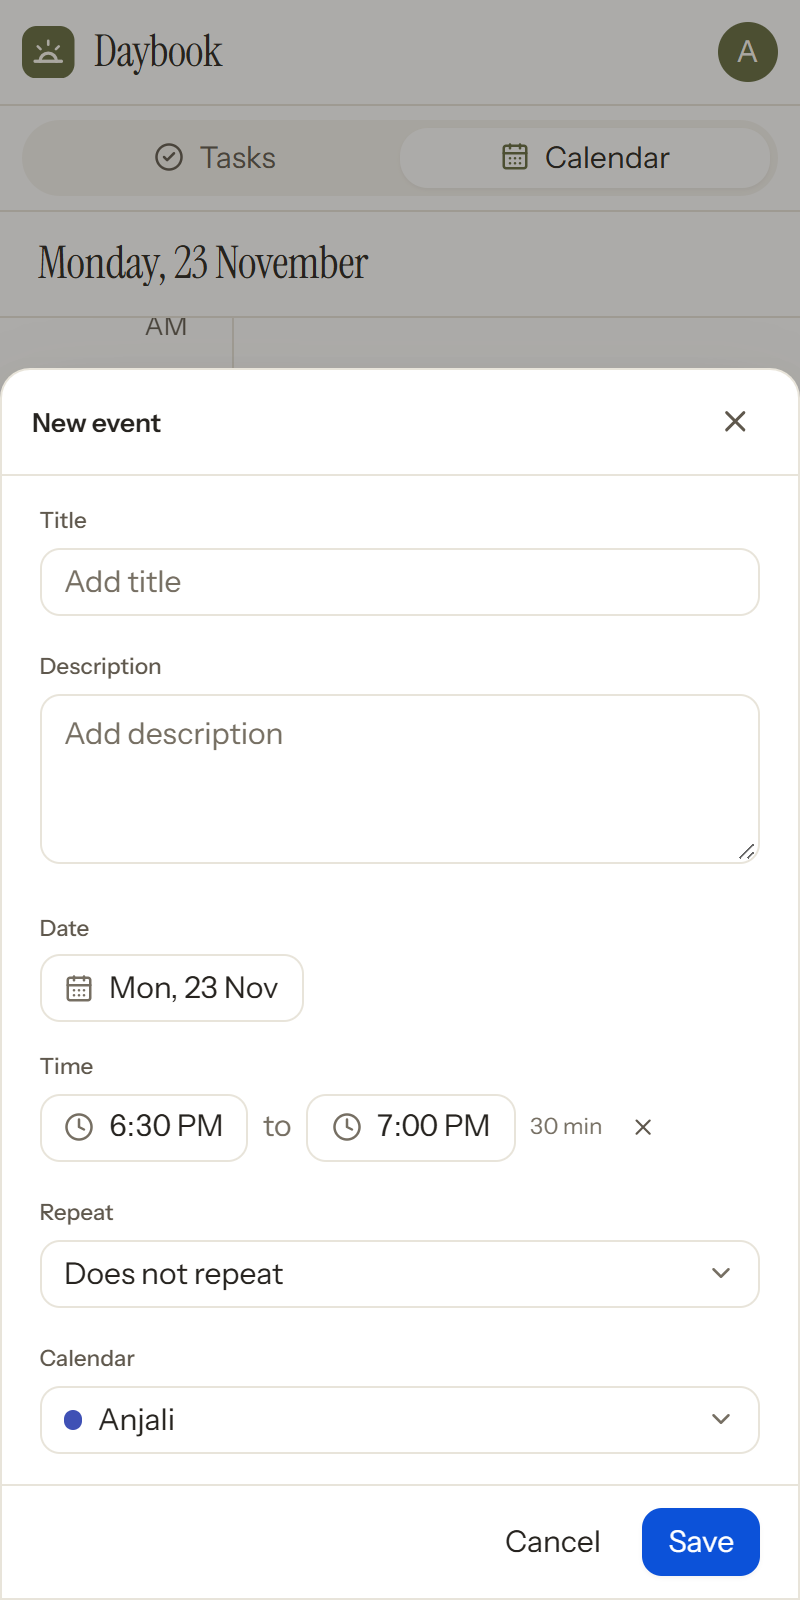 Daybook
A
Tasks
Calendar
Monday, 23 November
AM
New event
Title
Add title
Description
Add description
Date
Mon, 23 Nov
Time
6:30 PM to 7:00 PM 30 min
Repeat
Does not repeat
Calendar
Anjali
Cancel
Save